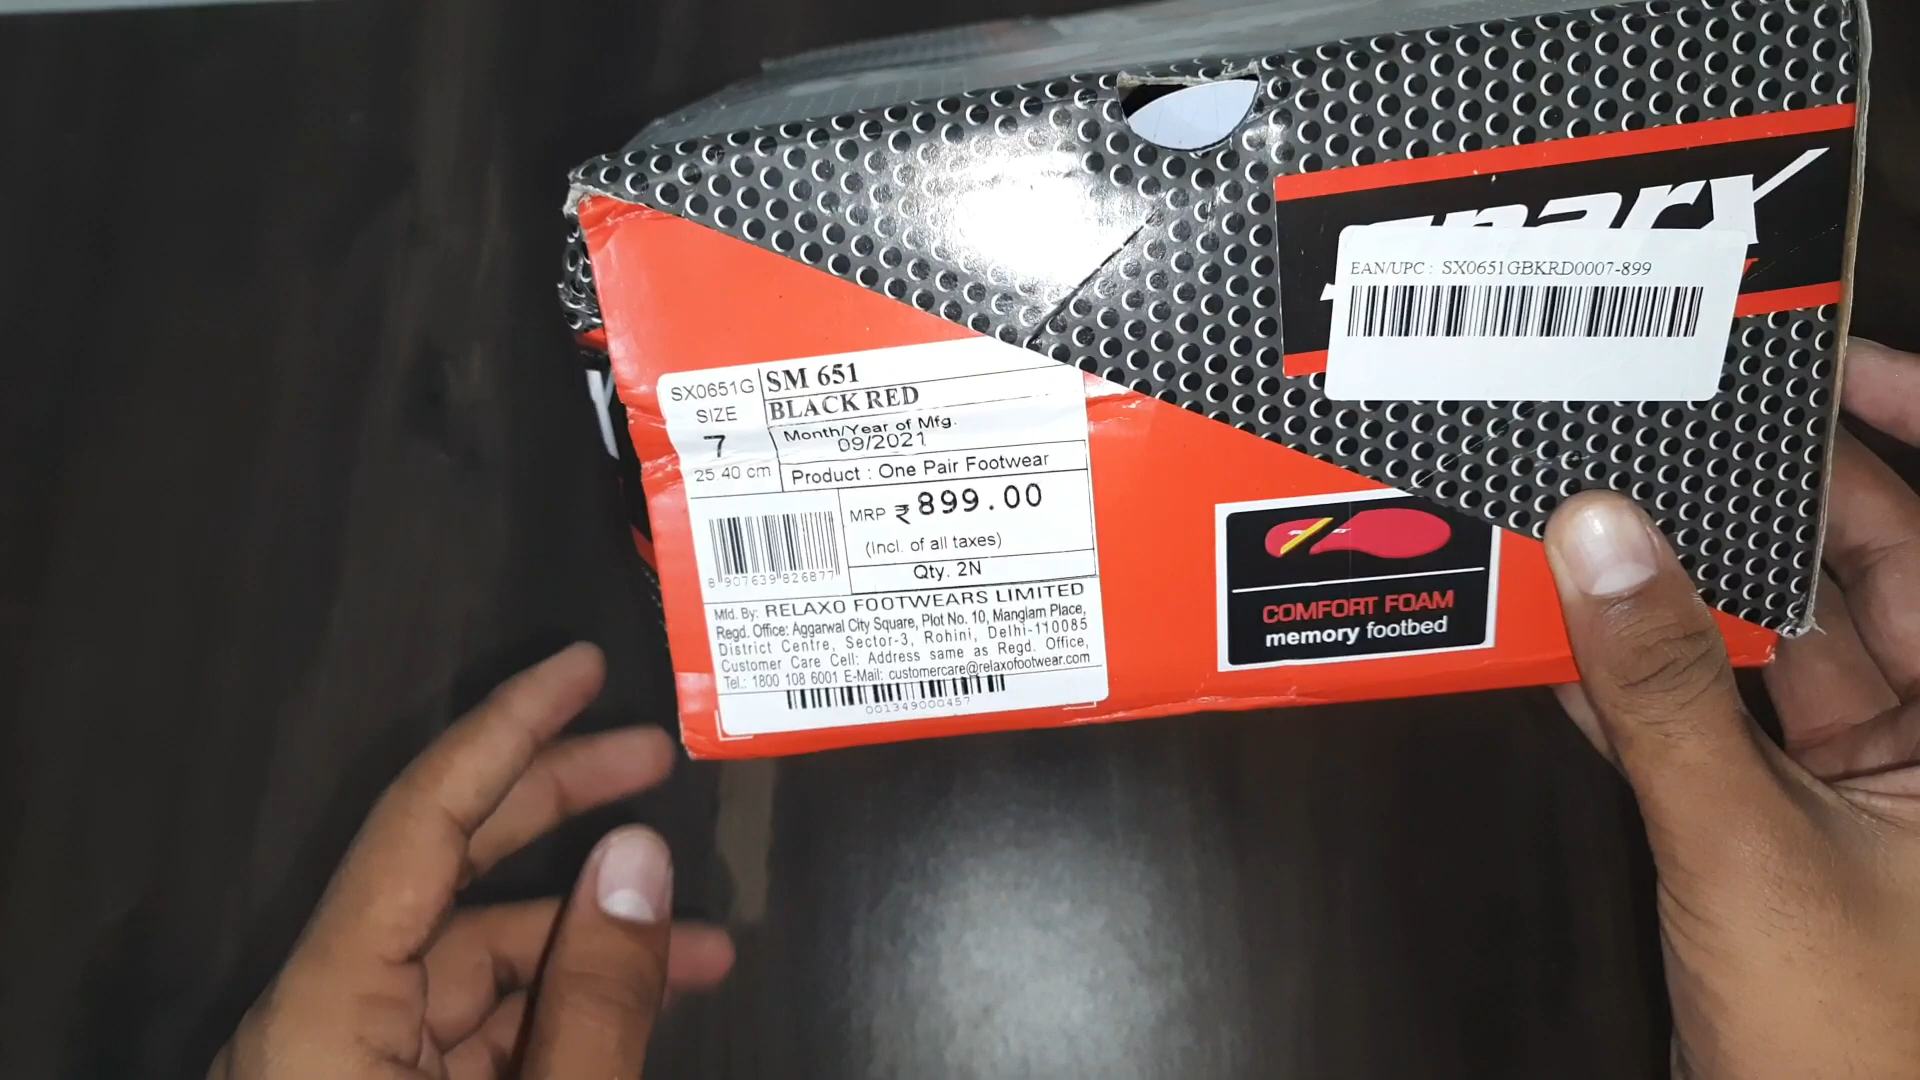 sparx
EAN/UPC : SX0651GBKRD0007-899
SX0651G
SIZE
7
25.40 cm
SM 651
BLACK RED
Month/Year of Mfg.
09/2021
Product : One Pair Footwear
MRP ₹899.00
(Incl. of all taxes)
Qty. 2N
8 907639 826877
Mfd. By: RELAXO FOOTWEARS LIMITED
Regd. Office: Aggarwal City Square, Plot No. 10, Manglam Place,
District Centre, Sector-3, Rohini, Delhi-110085
Customer Care Cell: Address same as Regd. Office,
Tel.: 1800 108 6001 E-Mail: customercare@relaxofootwear.com
001349000457
COMFORT FOAM
memory footbed